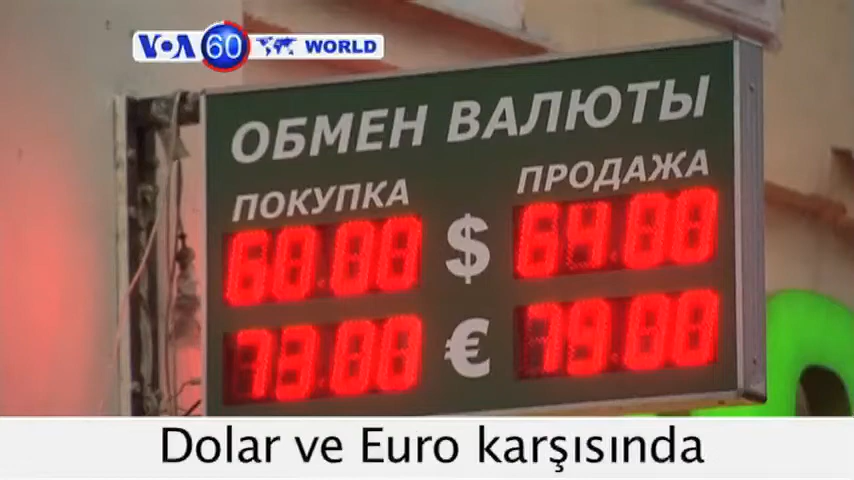 VOA 60 WORLD
ОБМЕН ВАЛЮТЫ
ПОКУПКА ПРОДАЖА
60.00 $ 64.00
73.00 € 79.00
Dolar ve Euro karşısında